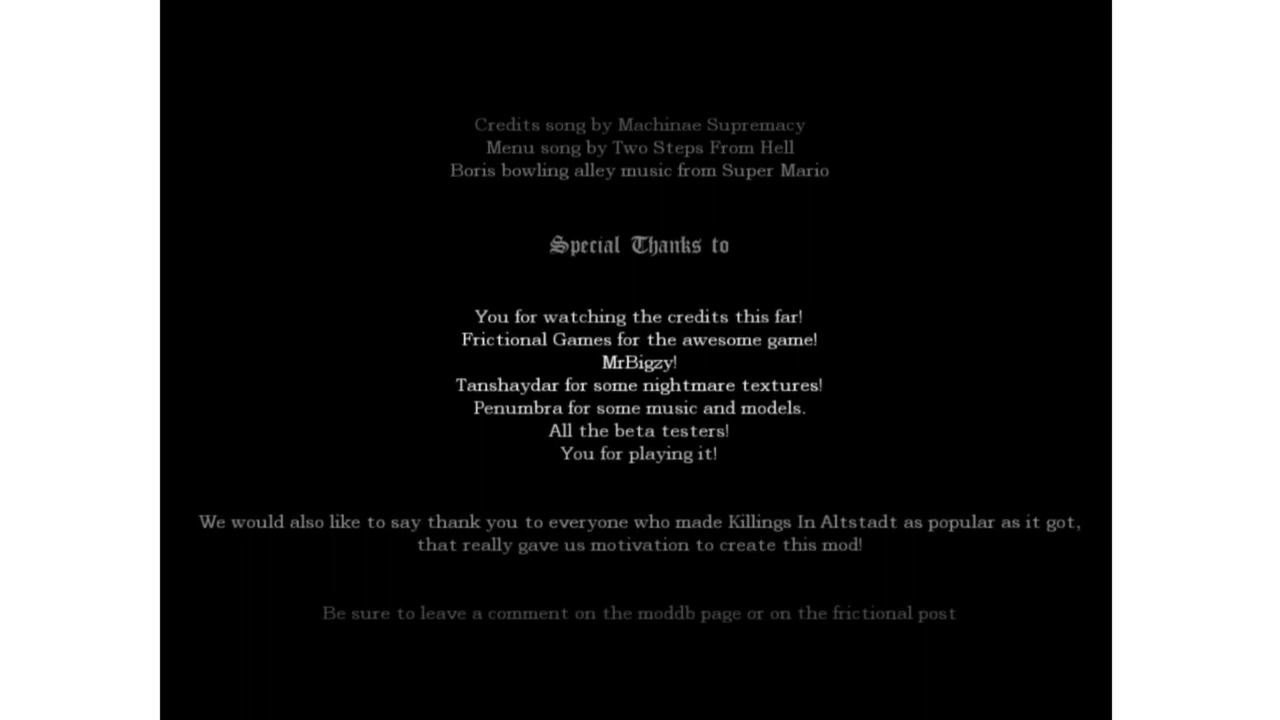 Credits song by Machinae Supremacy
Menu song by Two Steps From Hell
Boris bowling alley music from Super Mario
Special Thanks to
You for watching the credits this far!
Frictional Games for the awesome game!
MrBigzy!
Tanshaydar for some nightmare textures!
Penumbra for some music and models.
All the beta testers!
You for playing it!
We would also like to say thank you to everyone who made Killings In Altstadt as popular as it got,
that really gave us motivation to create this mod!
Be sure to leave a comment on the moddb page or on the frictional post